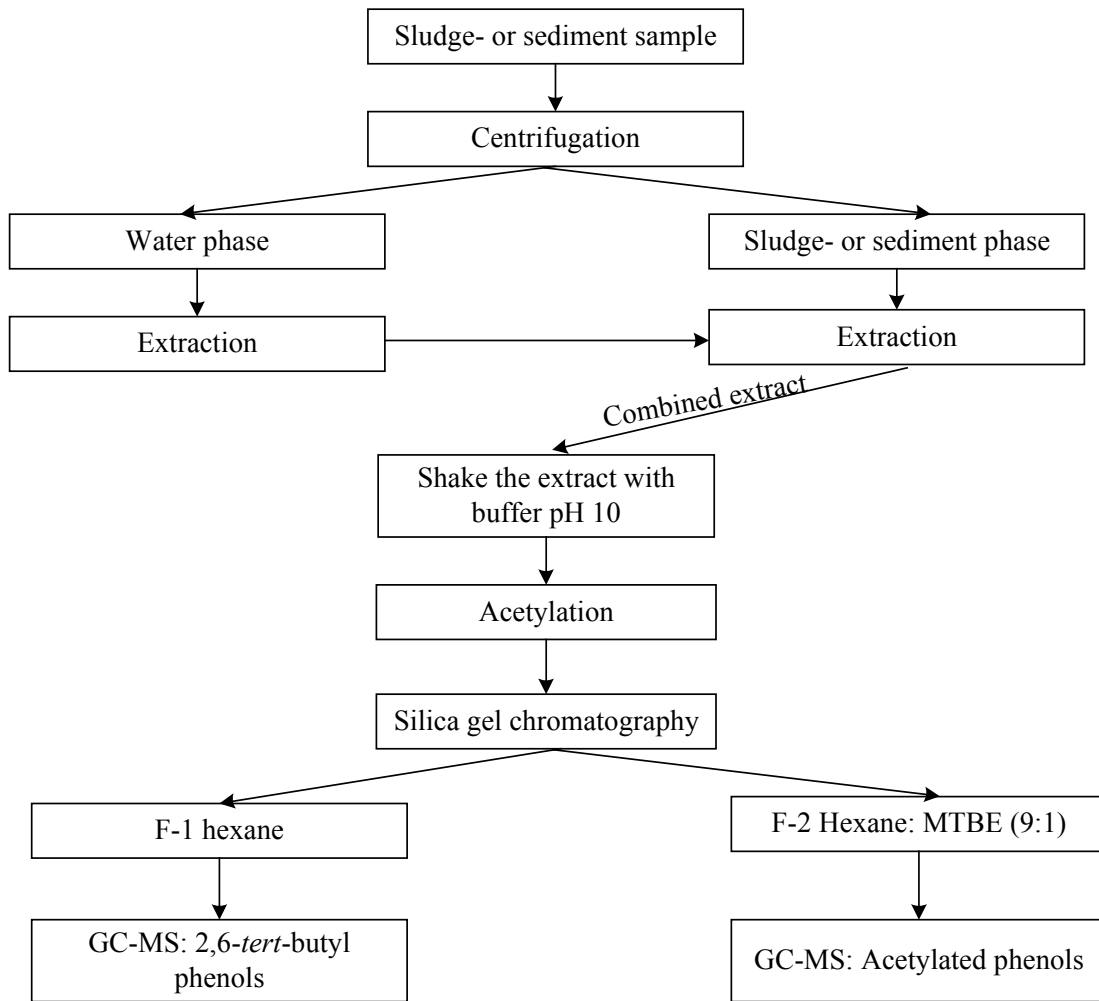 Sludge- or sediment sample
Centrifugation
Water phase
Sludge- or sediment phase
Extraction
Extraction
Combined extract
Shake the extract with
buffer pH 10
Acetylation
Silica gel chromatography
F-1 hexane
F-2 Hexane: MTBE (9:1)
GC-MS: 2,6-tert-butyl
phenols
GC-MS: Acetylated phenols